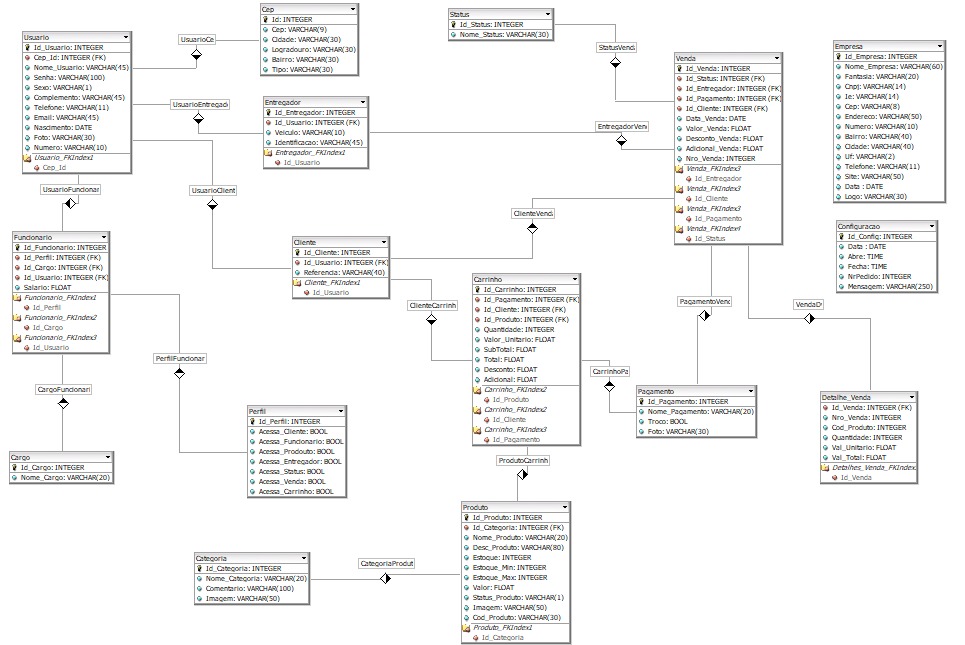 Cep
Id: INTEGER
Cep: VARCHAR(9)
Cidade: VARCHAR(30)
Logradouro: VARCHAR(30)
Bairro: VARCHAR(30)
Tipo: VARCHAR(30)
Status
Id_Status: INTEGER
Nome_Status: VARCHAR(30)
Usuario
Id_Usuario: INTEGER
Cep_Id: INTEGER (FK)
Nome_Usuario: VARCHAR(45)
Senha: VARCHAR(100)
Sexo: VARCHAR(1)
Complemento: VARCHAR(45)
Telefone: VARCHAR(11)
Email: VARCHAR(45)
Nascimento: DATE
Foto: VARCHAR(30)
Numero: VARCHAR(10)
Usuario_FKIndex1
Cep_Id
UsuarioCe
StatusVenda
Venda
Id_Venda: INTEGER
Id_Status: INTEGER (FK)
Id_Entregador: INTEGER (FK)
Id_Pagamento: INTEGER (FK)
Id_Cliente: INTEGER (FK)
Data_Venda: DATE
Valor_Venda: FLOAT
Desconto_Venda: FLOAT
Adicional_Venda: FLOAT
Nro_Venda: INTEGER
Venda_FKIndex3
Id_Entregador
Venda_FKIndex3
Id_Cliente
Venda_FKIndex3
Id_Pagamento
Venda_FKIndex4
Id_Status
Empresa
Id_Empresa: INTEGER
Nome_Empresa: VARCHAR(60)
Fantasia: VARCHAR(20)
Cnpj: VARCHAR(14)
Ie: VARCHAR(14)
Cep: VARCHAR(8)
Endereco: VARCHAR(50)
Numero: VARCHAR(10)
Bairro: VARCHAR(40)
Cidade: VARCHAR(40)
Uf: VARCHAR(2)
Telefone: VARCHAR(11)
Site: VARCHAR(50)
Data : DATE
Logo: VARCHAR(30)
UsuarioEntregad
Entregador
Id_Entregador: INTEGER
Id_Usuario: INTEGER (FK)
Veiculo: VARCHAR(10)
Identificacao: VARCHAR(45)
Entregador_FKIndex1
Id_Usuario
EntregadorVend
UsuarioFuncionar
UsuarioClient
ClienteVenda
Funcionario
Id_Funcionario: INTEGER
Id_Perfil: INTEGER (FK)
Id_Cargo: INTEGER (FK)
Id_Usuario: INTEGER (FK)
Salario: FLOAT
Funcionario_FKIndex1
Id_Perfil
Funcionario_FKIndex2
Id_Cargo
Funcionario_FKIndex3
Id_Usuario
Cliente
Id_Cliente: INTEGER
Id_Usuario: INTEGER (FK)
Referencia: VARCHAR(40)
Cliente_FKIndex1
Id_Usuario
Configuracao
Id_Config: INTEGER
Data : DATE
Abre: TIME
Fecha: TIME
NrPedido: INTEGER
Mensagem: VARCHAR(250)
ClienteCarrinh
Carrinho
Id_Carrinho: INTEGER
Id_Pagamento: INTEGER (FK)
Id_Cliente: INTEGER (FK)
Id_Produto: INTEGER (FK)
Quantidade: INTEGER
Valor_Unitario: FLOAT
SubTotal: FLOAT
Total: FLOAT
Desconto: FLOAT
Adicional: FLOAT
Carrinho_FKIndex2
Id_Produto
Carrinho_FKIndex2
Id_Cliente
Carrinho_FKIndex3
Id_Pagamento
PagamentoVend
VendaD
PerfilFuncionar
CarrinhoPa
CargoFuncionari
Pagamento
Id_Pagamento: INTEGER
Nome_Pagamento: VARCHAR(20)
Troco: BOOL
Foto: VARCHAR(30)
Detalhe_Venda
Id_Venda: INTEGER (FK)
Nro_Venda: INTEGER
Cod_Produto: INTEGER
Quantidade: INTEGER
Val_Unitario: FLOAT
Val_Total: FLOAT
Detalhes_Venda_FKIndex
Id_Venda
Perfil
Id_Perfil: INTEGER
Acessa_Cliente: BOOL
Acessa_Funcionario: BOOL
Acessa_Prodouto: BOOL
Acessa_Entregador: BOOL
Acessa_Status: BOOL
Acessa_Venda: BOOL
Acessa_Carrinho: BOOL
Cargo
Id_Cargo: INTEGER
Nome_Cargo: VARCHAR(20)
ProdutoCarrinh
Produto
Id_Produto: INTEGER
Id_Categoria: INTEGER (FK)
Nome_Produto: VARCHAR(20)
Desc_Produto: VARCHAR(80)
Estoque: INTEGER
Estoque_Min: INTEGER
Estoque_Max: INTEGER
Valor: FLOAT
Status_Produto: VARCHAR(1)
Imagem: VARCHAR(50)
Cod_Produto: VARCHAR(30)
Produto_FKIndex1
Id_Categoria
Categoria
Id_Categoria: INTEGER
Nome_Categoria: VARCHAR(20)
Comentario: VARCHAR(100)
Imagem: VARCHAR(50)
CategoriaProdut